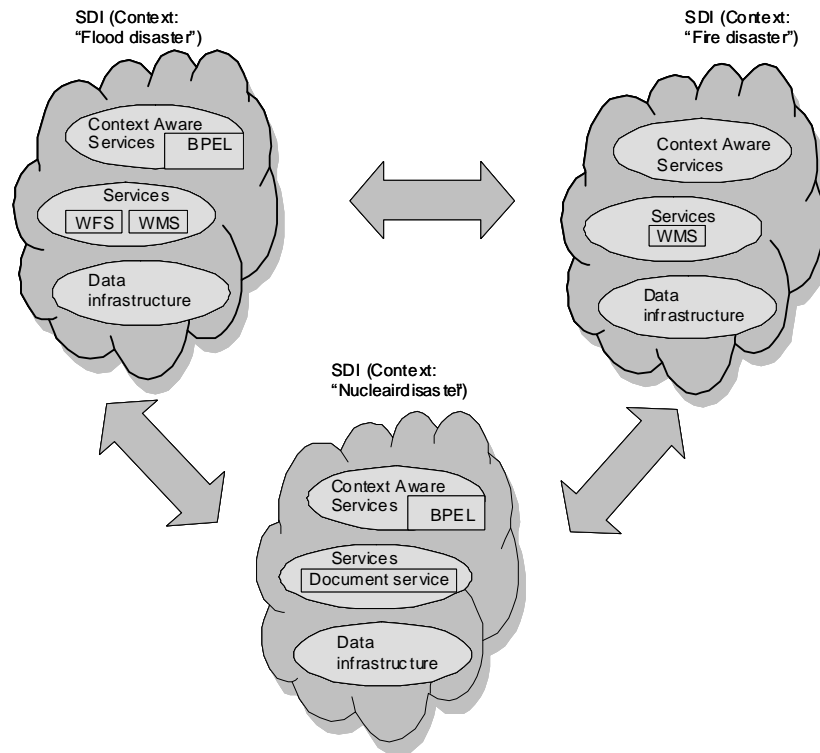 SDI (Context:
“Flood disaster”)
Context Aware
Services
BPEL
Services
WFS
WMS
Data
infrastructure
SDI (Context:
“Fire disaster”)
Context Aware
Services
Services
WMS
Data
infrastructure
SDI (Context:
“Nucleairdisaster”)
Context Aware
Services
BPEL
Services
Document service
Data
infrastructure